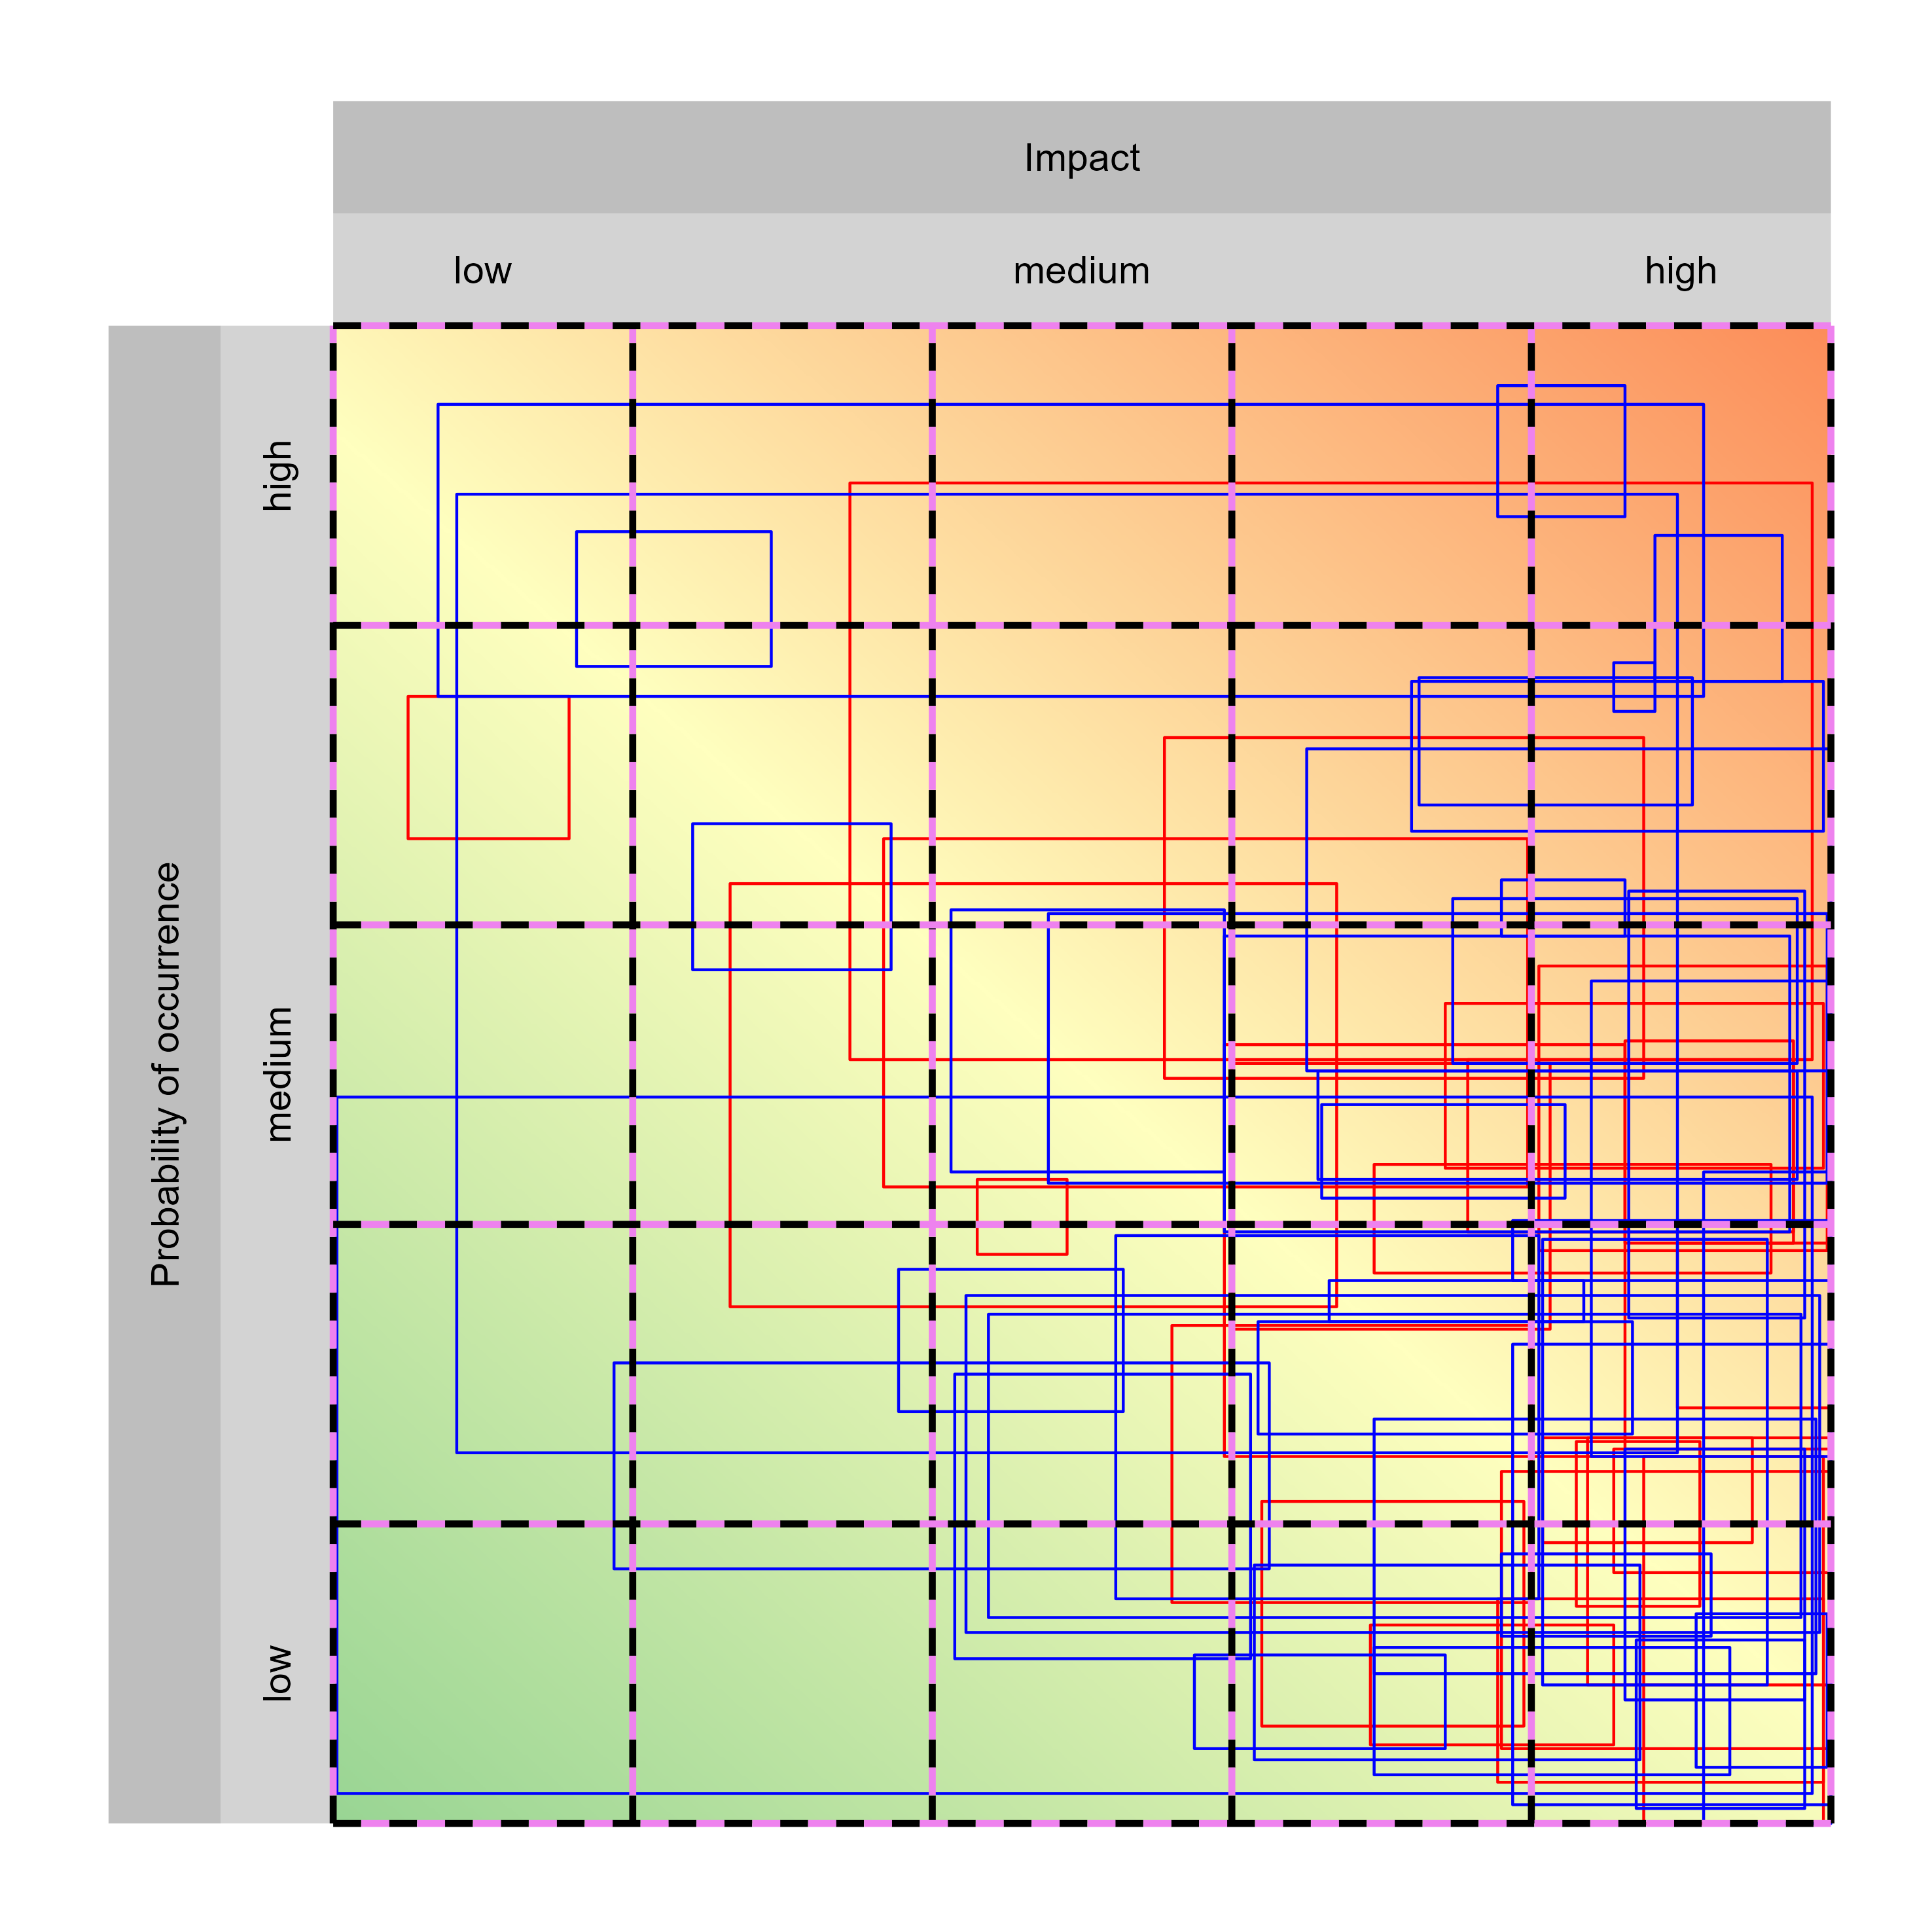 Impact
low
medium
high
Probability of occurrence
high
medium
low